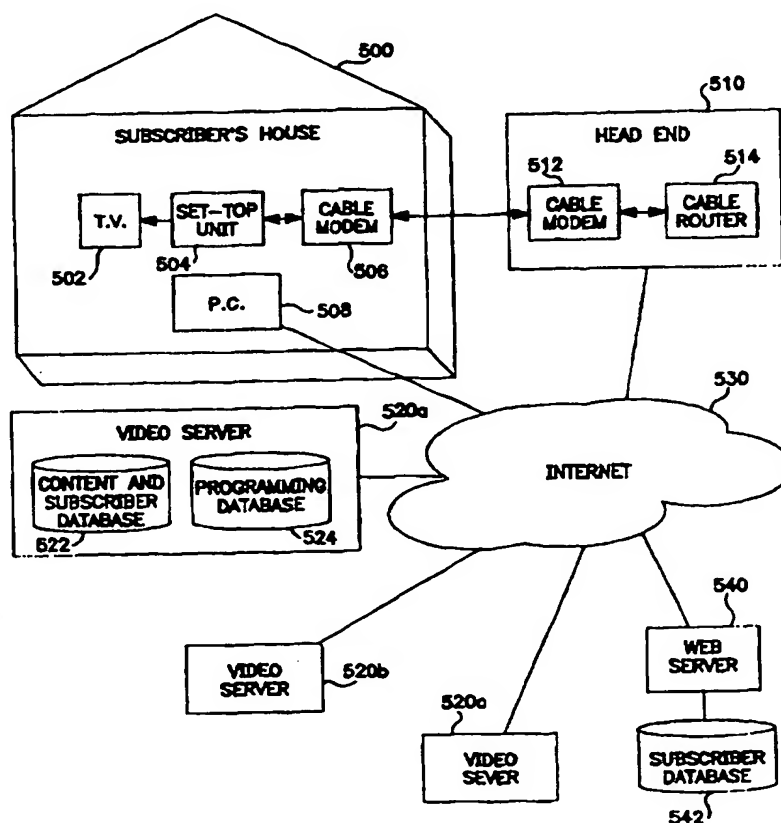 500
SUBSCRIBER'S HOUSE
T.V.
502
SET-TOP
UNIT
504
CABLE
MODEM
506
P.C.
508
510
HEAD END
512
CABLE
MODEM
514
CABLE
ROUTER
520a
VIDEO SERVER
CONTENT AND
SUBSCRIBER
DATABASE
522
PROGRAMMING
DATABASE
524
530
INTERNET
VIDEO
SERVER
520b
520c
VIDEO
SEVER
540
WEB
SERVER
SUBSCRIBER
DATABASE
542